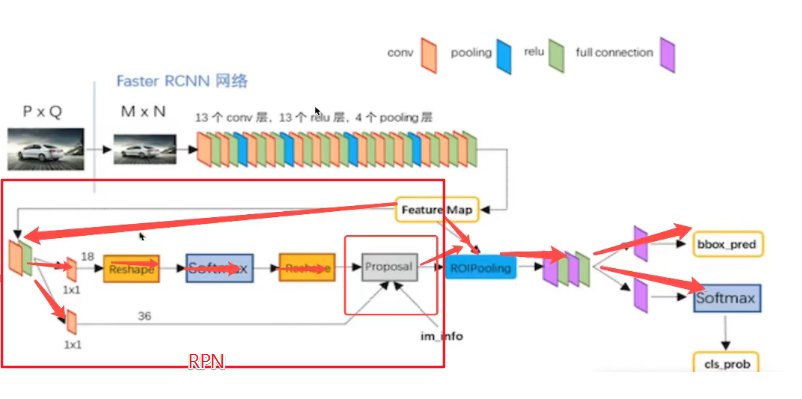 conv pooling relu full connection
Faster RCNN 网络
P x Q
M x N
13 个 conv 层, 13 个 relu 层, 4 个 pooling 层
Feature Map
18
Reshape
Softmax
Reshape
Proposal
ROIPooling
bbox_pred
1x1
Softmax
36
1x1
im_info
RPN
cls_prob